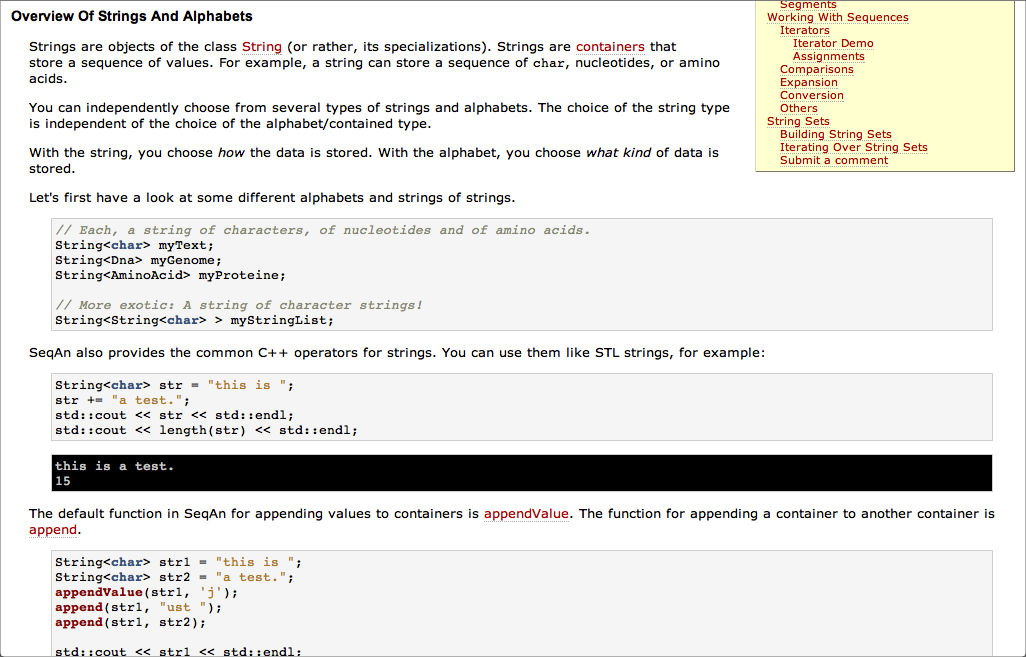 Overview Of Strings And Alphabets
Strings are objects of the class String (or rather, its specializations). Strings are containers that
store a sequence of values. For example, a string can store a sequence of char, nucleotides, or amino
acids.
You can independently choose from several types of strings and alphabets. The choice of the string type
is independent of the choice of the alphabet/contained type.
With the string, you choose how the data is stored. With the alphabet, you choose what kind of data is
stored.
Let's first have a look at some different alphabets and strings of strings.
Segments
Working With Sequences
Iterators
Iterator Demo
Assignments
Comparisons
Expansion
Conversion
Others
String Sets
Building String Sets
Iterating Over String Sets
Submit a comment
// Each, a string of characters, of nucleotides and of amino acids.
String<char> myText;
String<Dna> myGenome;
String<AminoAcid> myProteine;
// More exotic: A string of character strings!
String<String<char> > myStringList;
SeqAn also provides the common C++ operators for strings. You can use them like STL strings, for example:
String<char> str = "this is ";
str += "a test.";
std::cout << str << std::endl;
std::cout << length(str) << std::endl;
this is a test.
15
The default function in SeqAn for appending values to containers is appendValue. The function for appending a container to another container is
append.
String<char> str1 = "this is ";
String<char> str2 = "a test.";
appendValue(str1, 'j');
append(str1, "ust ");
append(str1, str2);
std::cout << str1 << std::endl;